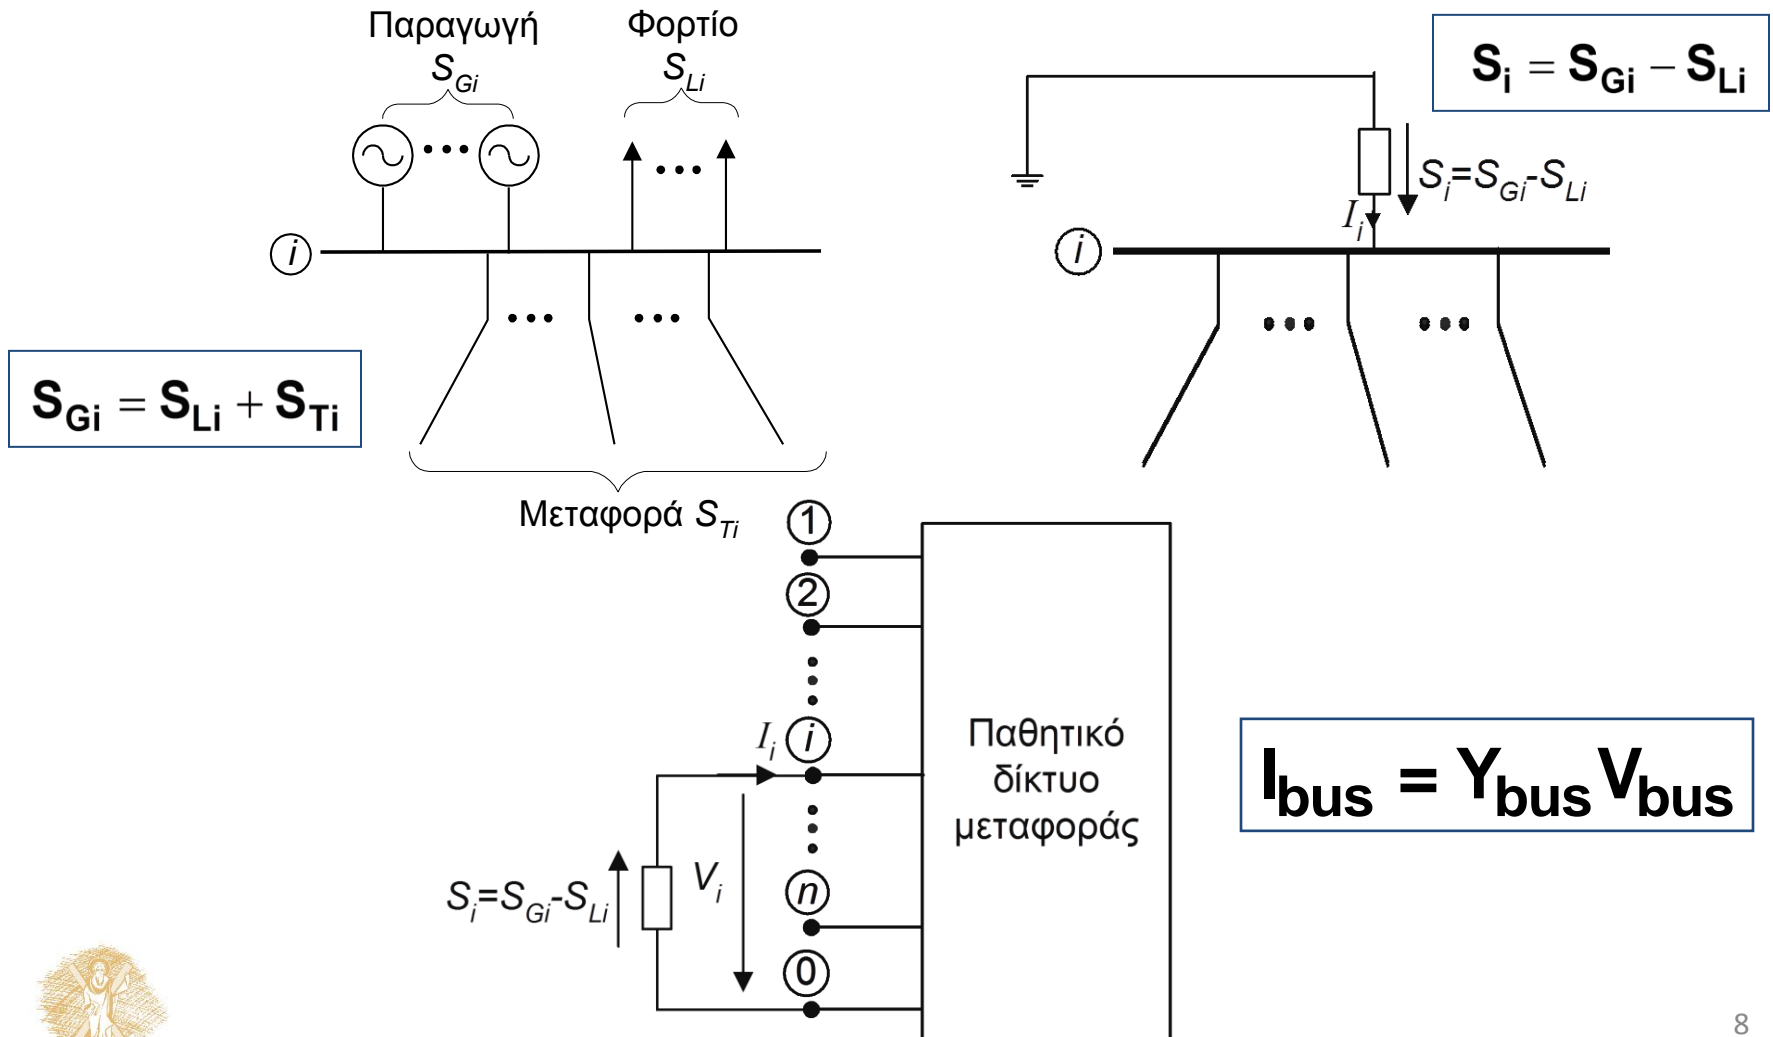 Παραγωγή
S_Gi
Φορτίο
S_Li
i
S_Gi = S_Li + S_Ti
Μεταφορά S_Ti
S_i = S_Gi − S_Li
S_i=S_Gi-S_Li
I_i
i
1
2
I_i
i
n
0
V_i
S_i=S_Gi-S_Li
Παθητικό
δίκτυο
μεταφοράς
I_bus = Y_bus V_bus
8